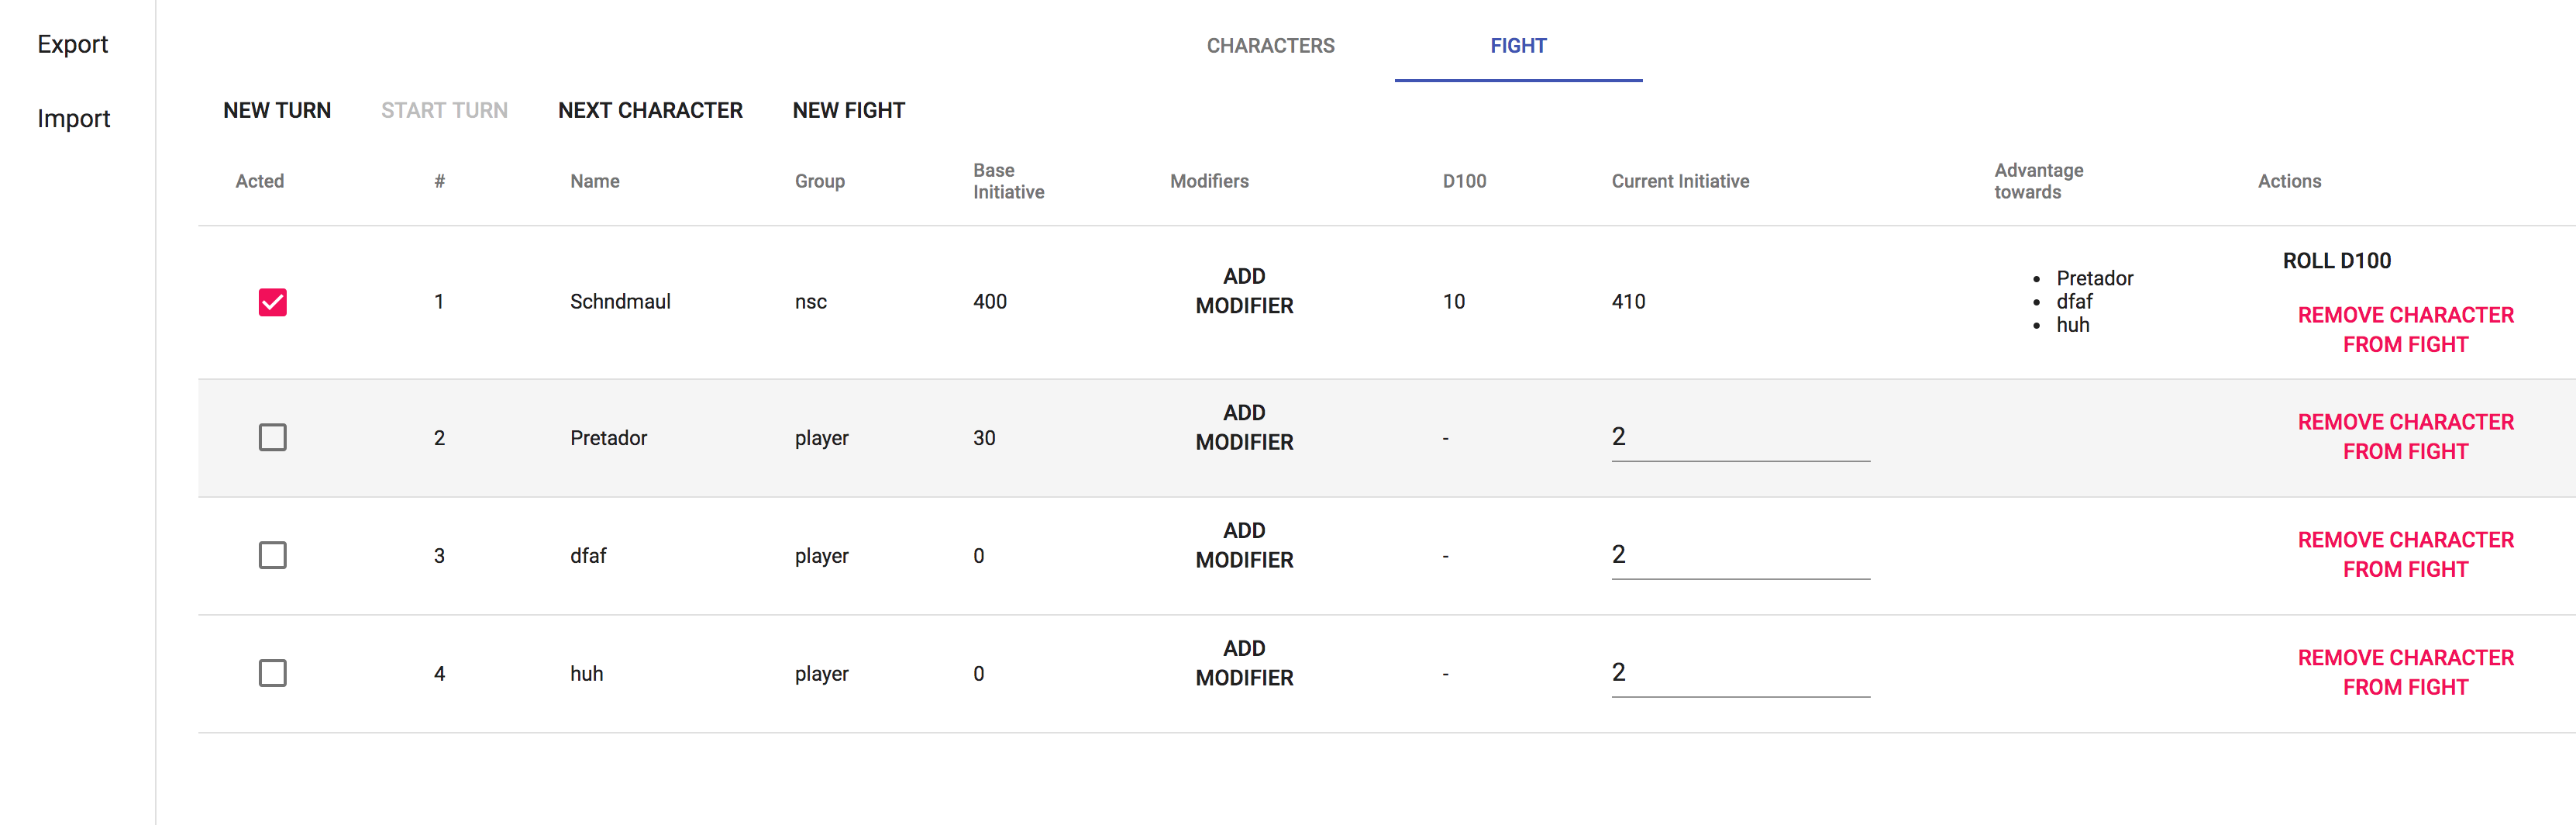 Export
Import
CHARACTERS
FIGHT
NEW TURN
START TURN
NEXT CHARACTER
NEW FIGHT
Acted
#
Name
Group
Base
Initiative
Modifiers
D100
Current Initiative
Advantage
towards
Actions
1
Schndmaul
nsc
400
ADD
MODIFIER
10
410
Pretador
dfaf
huh
ROLL D100
REMOVE CHARACTER
FROM FIGHT
2
Pretador
player
30
ADD
MODIFIER
-
2
REMOVE CHARACTER
FROM FIGHT
3
dfaf
player
0
ADD
MODIFIER
-
2
REMOVE CHARACTER
FROM FIGHT
4
huh
player
0
ADD
MODIFIER
-
2
REMOVE CHARACTER
FROM FIGHT